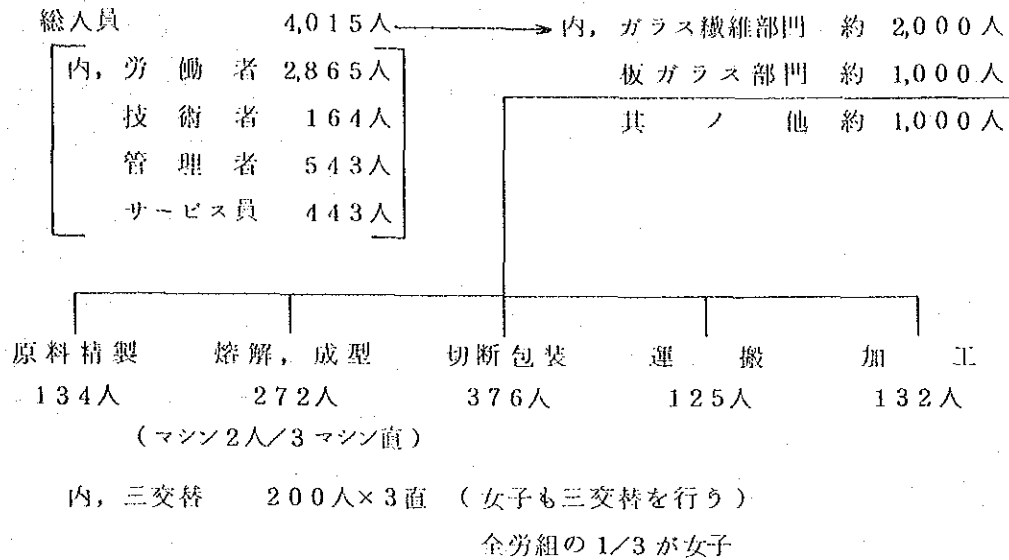 総人員 4,015人 内，ガラス繊維部門 約 2,000人
内，労働者 2,865人 板ガラス部門 約 1,000人
技術者 164人 其ノ他 約 1,000人
管理者 543人
サービス員 443人
原料精製 熔解，成型 切断包装 運搬 加工
134人 272人 376人 125人 132人
（マシン2人／3マシン直）
内，三変替 200人×3直 （女子も三変替を行う）
全労組の1/3が女子